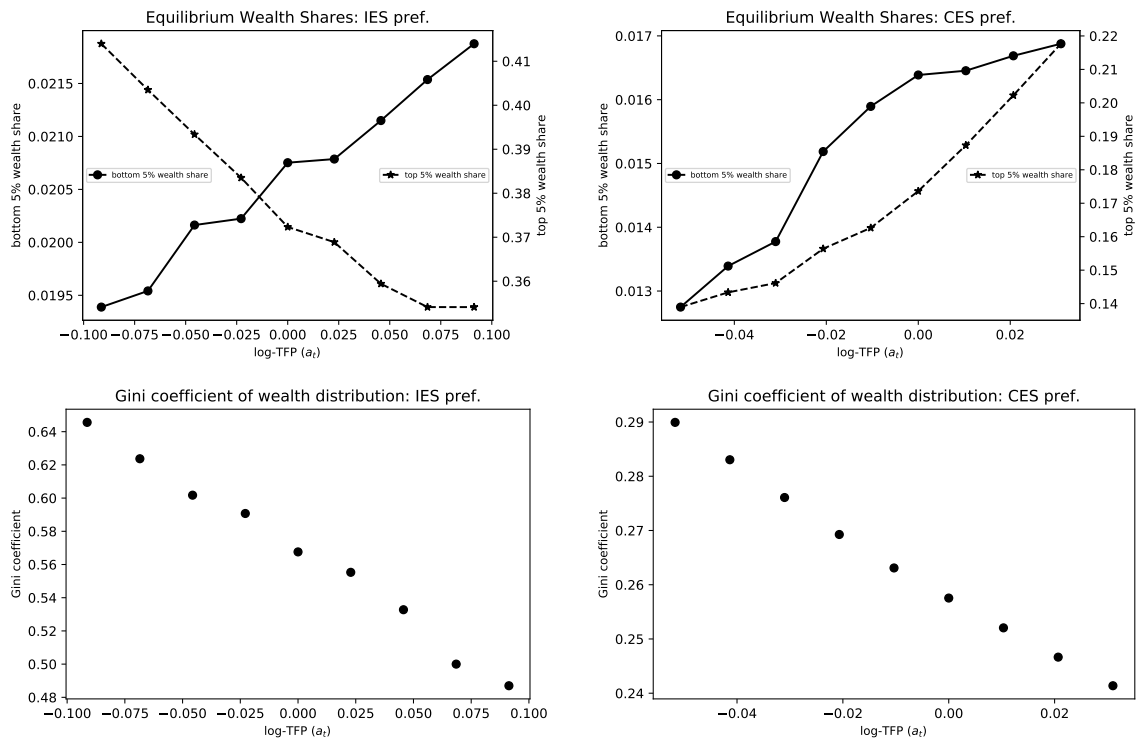 Equilibrium Wealth Shares: IES pref.
0.0215
0.0210
0.0205
0.0200
0.0195
bottom 5% wealth share
0.41
0.40
0.39
0.38
0.37
0.36
top 5% wealth share
bottom 5% wealth share
top 5% wealth share
−0.100 −0.075 −0.050 −0.025 0.000 0.025 0.050 0.075 0.100
log-TFP (a_t)
Equilibrium Wealth Shares: CES pref.
0.017
0.016
0.015
0.014
0.013
bottom 5% wealth share
0.22
0.21
0.20
0.19
0.18
0.17
0.16
0.15
0.14
top 5% wealth share
bottom 5% wealth share
top 5% wealth share
−0.04 −0.02 0.00 0.02
log-TFP (a_t)
Gini coefficient of wealth distribution: IES pref.
0.64
0.62
0.60
0.58
0.56
0.54
0.52
0.50
0.48
Gini coefficient
−0.100 −0.075 −0.050 −0.025 0.000 0.025 0.050 0.075 0.100
log-TFP (a_t)
Gini coefficient of wealth distribution: CES pref.
0.29
0.28
0.27
0.26
0.25
0.24
Gini coefficient
−0.04 −0.02 0.00 0.02
log-TFP (a_t)